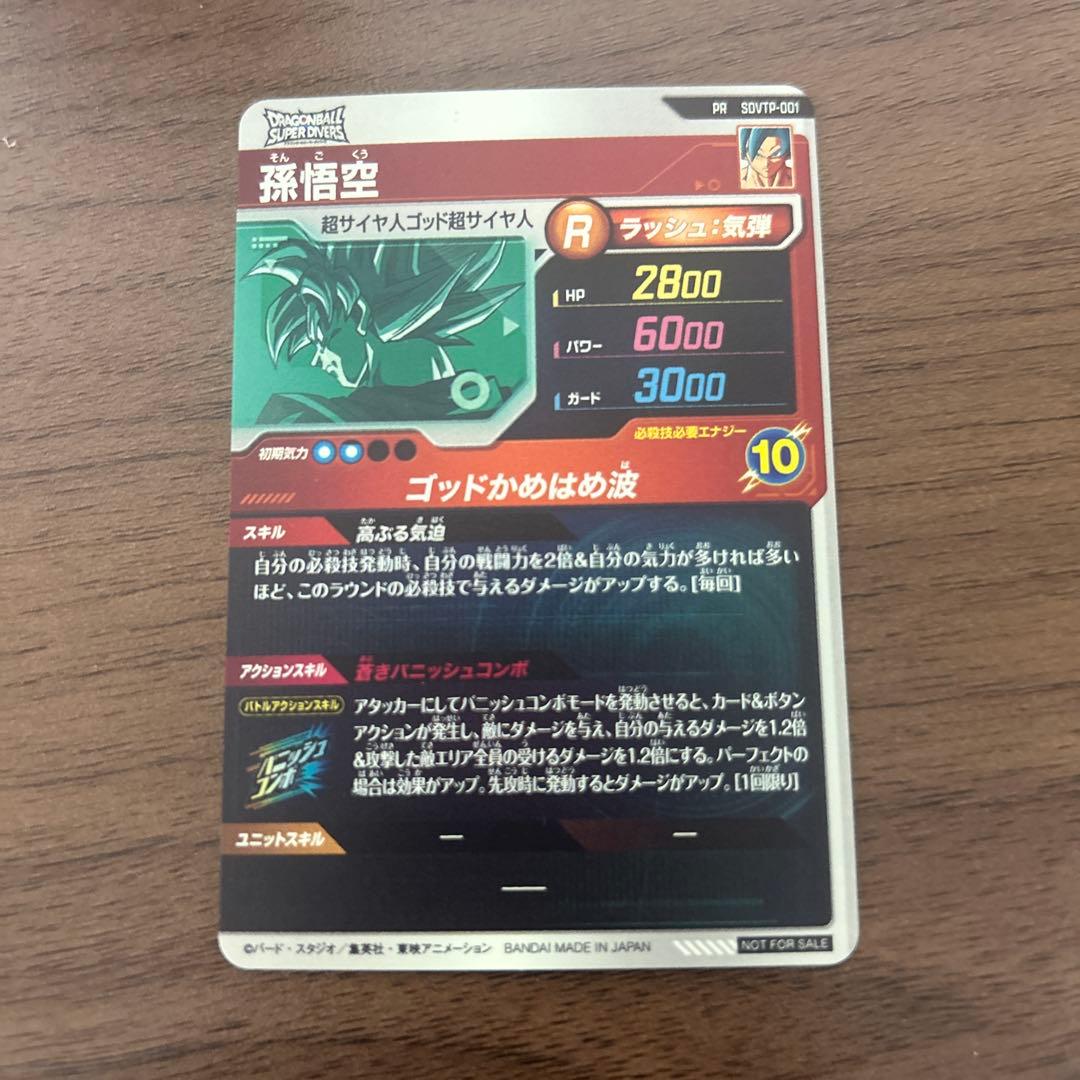 PR SDVTP-001
DRAGONBALL
SUPER DIVERS
そん ご くう
孫悟空
超サイヤ人ゴッド超サイヤ人
R ラッシュ:気弾
HP 2800
パワー 6000
ガード 3000
初期気力
必殺技必要エナジー
10
ゴッドかめはめ波
スキル 高ぶる気迫
自分の必殺技発動時、自分の戦闘力を2倍&自分の気力が多ければ多い
ほど、このラウンドの必殺技で与えるダメージがアップする。[毎回]
アクションスキル 蒼きバニッシュコンボ
バトルアクションスキル
バニッシュ
コンボ
アタッカーにしてバニッシュコンボモードを発動させると、カード&ボタン
アクションが発生し、敵にダメージを与え、自分の与えるダメージを1.2倍
&攻撃した敵エリア全員の受けるダメージを1.2倍にする。パーフェクトの
場合は効果がアップ。先攻時に発動するとダメージがアップ。[1回限り]
ユニットスキル ー ー
ー
©バード・スタジオ/集英社・東映アニメーション BANDAI MADE IN JAPAN
NOT FOR SALE